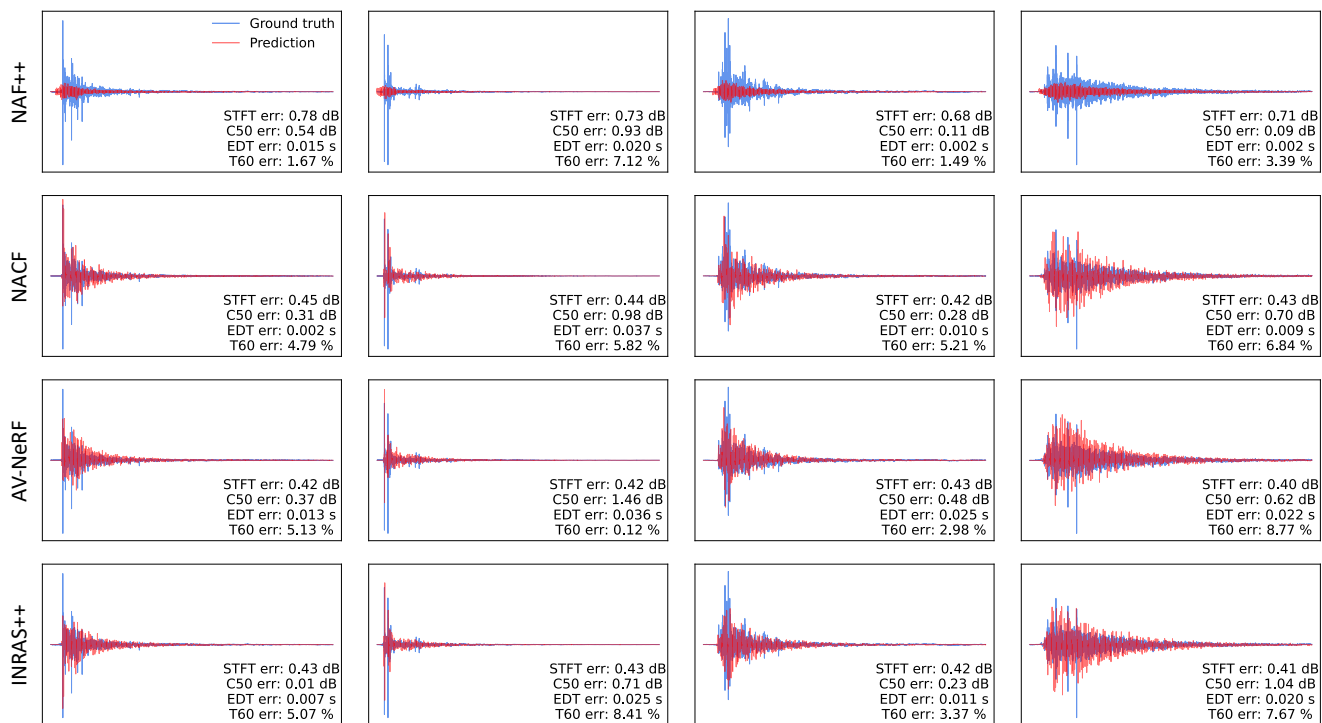 Ground truth
Prediction
NAF++
STFT err: 0.78 dB
C50 err: 0.54 dB
EDT err: 0.015 s
T60 err: 1.67 %
STFT err: 0.73 dB
C50 err: 0.93 dB
EDT err: 0.020 s
T60 err: 7.12 %
STFT err: 0.68 dB
C50 err: 0.11 dB
EDT err: 0.002 s
T60 err: 1.49 %
STFT err: 0.71 dB
C50 err: 0.09 dB
EDT err: 0.002 s
T60 err: 3.39 %
NACF
STFT err: 0.45 dB
C50 err: 0.31 dB
EDT err: 0.002 s
T60 err: 4.79 %
STFT err: 0.44 dB
C50 err: 0.98 dB
EDT err: 0.037 s
T60 err: 5.82 %
STFT err: 0.42 dB
C50 err: 0.28 dB
EDT err: 0.010 s
T60 err: 5.21 %
STFT err: 0.43 dB
C50 err: 0.70 dB
EDT err: 0.009 s
T60 err: 6.84 %
AV-NeRF
STFT err: 0.42 dB
C50 err: 0.37 dB
EDT err: 0.013 s
T60 err: 5.13 %
STFT err: 0.42 dB
C50 err: 1.46 dB
EDT err: 0.036 s
T60 err: 0.12 %
STFT err: 0.43 dB
C50 err: 0.48 dB
EDT err: 0.025 s
T60 err: 2.98 %
STFT err: 0.40 dB
C50 err: 0.62 dB
EDT err: 0.022 s
T60 err: 8.77 %
INRAS++
STFT err: 0.43 dB
C50 err: 0.01 dB
EDT err: 0.007 s
T60 err: 5.07 %
STFT err: 0.43 dB
C50 err: 0.71 dB
EDT err: 0.025 s
T60 err: 8.41 %
STFT err: 0.42 dB
C50 err: 0.23 dB
EDT err: 0.011 s
T60 err: 3.37 %
STFT err: 0.41 dB
C50 err: 1.04 dB
EDT err: 0.020 s
T60 err: 7.67 %